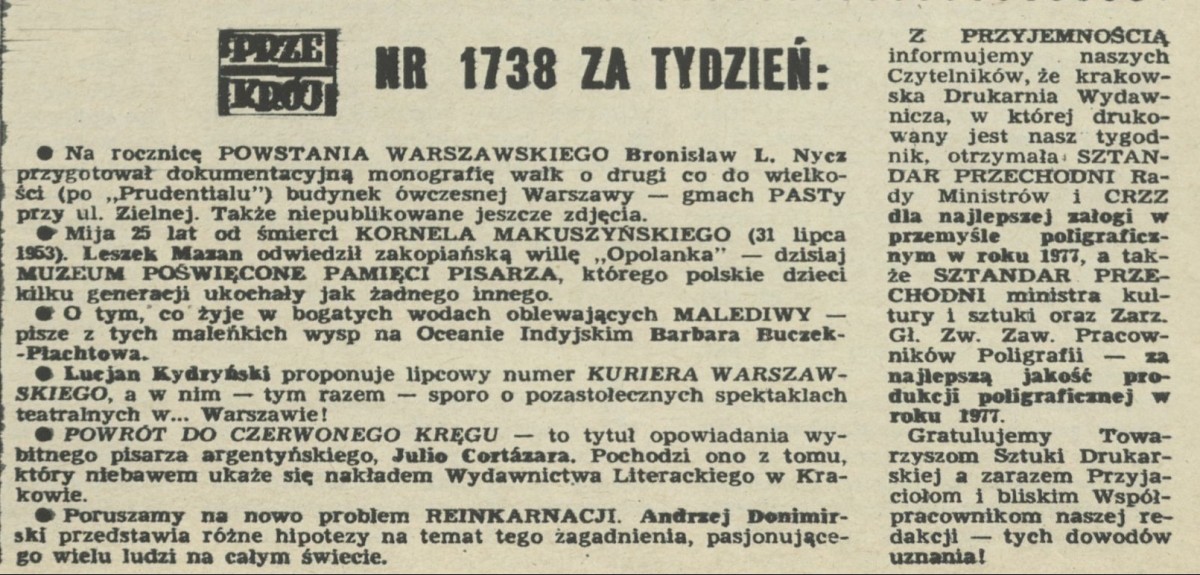 PRZE
KRÓJ
NR 1738 ZA TYDZIEŃ:
● Na rocznicę POWSTANIA WARSZAWSKIEGO Bronisław L. Nycz
przygotował dokumentacyjną monografię walk o drugi co do wielko-
ści (po „Prudentialu") budynek ówczesnej Warszawy — gmach PASTy
przy ul. Zielnej. Także niepublikowane jeszcze zdjęcia.
● Mija 25 lat od śmierci KORNELA MAKUSZYŃSKIEGO (31 lipca
1953). Leszek Mazan odwiedził zakopiańską willę „Opolanka" — dzisiaj
MUZEUM POŚWIĘCONE PAMIĘCI PISARZA, którego polskie dzieci
kilku generacji ukochały jak żadnego innego.
● O tym, co żyje w bogatych wodach oblewających MALEDIWY —
pisze z tych maleńkich wysp na Oceanie Indyjskim Barbara Buczek-
-Płachtowa.
● Lucjan Kydryński proponuje lipcowy numer KURIERA WARSZAW-
SKIEGO, a w nim — tym razem — sporo o pozastołecznych spektaklach
teatralnych w... Warszawie!
● POWRÓT DO CZERWONEGO KRĘGU — to tytuł opowiadania wy-
bitnego pisarza argentyńskiego, Julio Cortázara. Pochodzi ono z tomu,
który niebawem ukaże się nakładem Wydawnictwa Literackiego w Kra-
kowie.
● Poruszamy na nowo problem REINKARNACJI. Andrzej Donimir-
ski przedstawia różne hipotezy na temat tego zagadnienia, pasjonujące-
go wielu ludzi na całym świecie.
Z PRZYJEMNOŚCIĄ
informujemy naszych
Czytelników, że krakow-
ska Drukarnia Wydaw-
nicza, w której druko-
wany jest nasz tygod-
nik, otrzymała SZTAN-
DAR PRZECHODNI Ra-
dy Ministrów i CRZZ
dla najlepszej załogi w
przemyśle poligraficz-
nym w roku 1977, a tak-
że SZTANDAR PRZE-
CHODNI ministra kul-
tury i sztuki oraz Zarz.
Gł. Zw. Zaw. Pracow-
ników Poligrafii — za
najlepszą jakość pro-
dukcji poligraficznej w
roku 1977.
Gratulujemy Towa-
rzyszom Sztuki Drukar-
skiej a zarazem Przyja-
ciołom i bliskim Współ-
pracownikom naszej re-
dakcji — tych dowodów
uznania!